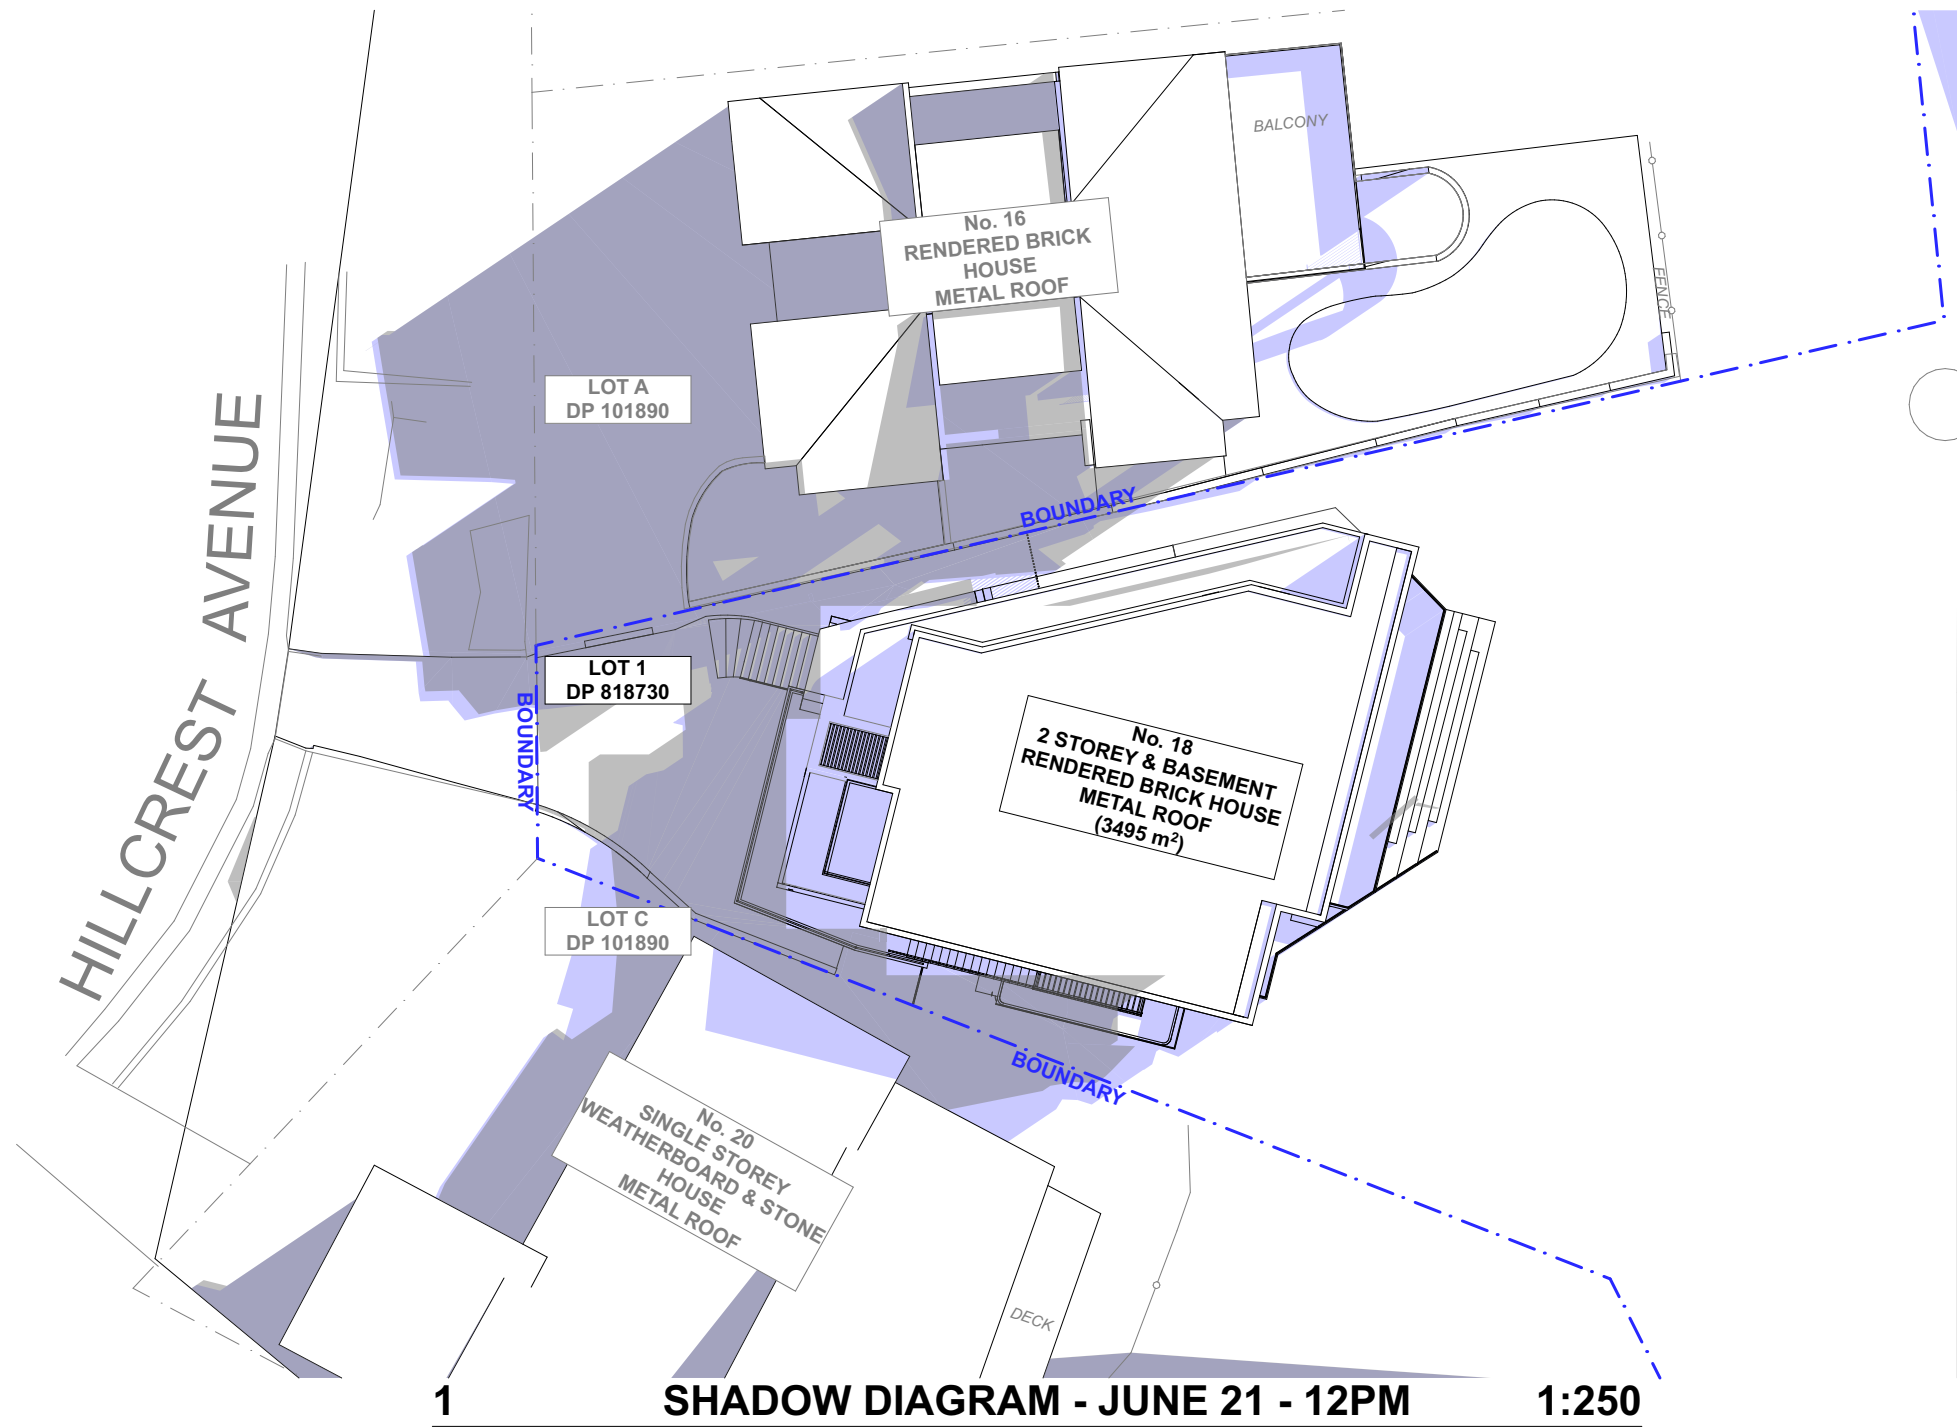 BALCONY
No. 16
RENDERED BRICK
HOUSE
METAL ROOF
FENCE
LOT A
DP 101890
HILLCREST AVENUE
BOUNDARY
LOT 1
DP 818730
BOUNDARY
No. 18
2 STOREY & BASEMENT
RENDERED BRICK HOUSE
METAL ROOF
(3495 m²)
LOT C
DP 101890
BOUNDARY
No. 20
SINGLE STOREY
WEATHERBOARD & STONE
HOUSE
METAL ROOF
DECK
1 SHADOW DIAGRAM - JUNE 21 - 12PM 1:250